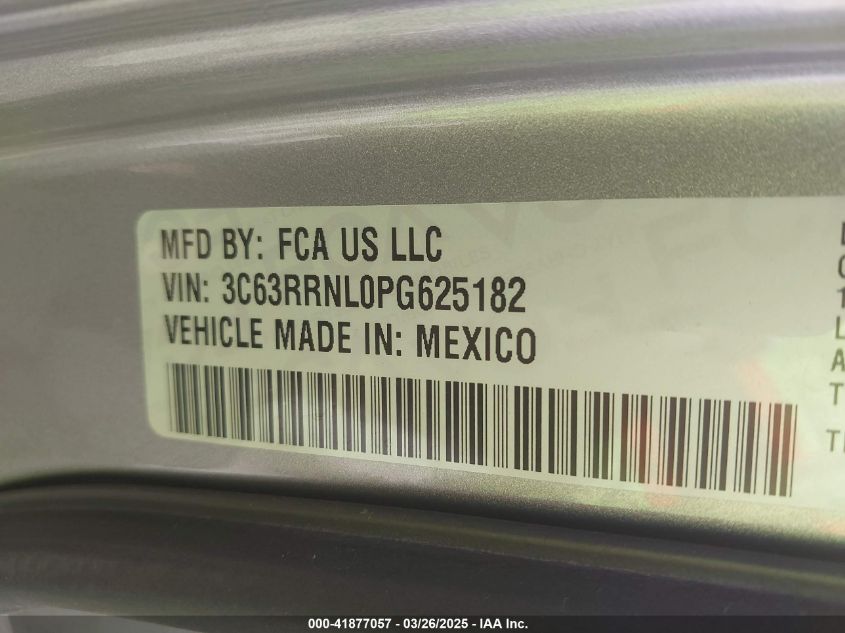 MFD BY: FCA US LLC
VIN: 3C63RRNL0PG625182
VEHICLE MADE IN: MEXICO
000-41877057 - 03/26/2025 - IAA Inc.